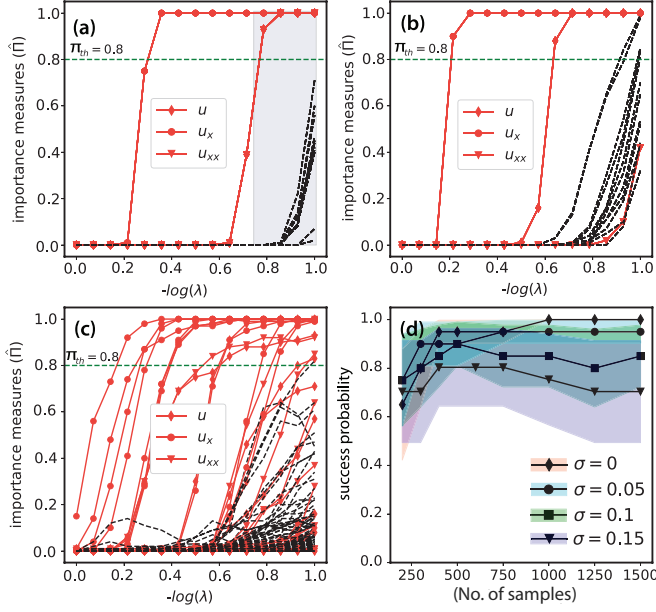 (a)
importance measures (Π̂)
1.0
0.8
0.6
0.4
0.2
0.0
π_th = 0.8
u
u_x
u_xx
0.0 0.2 0.4 0.6 0.8 1.0
-log(λ)
(b)
importance measures (Π̂)
1.0
0.8
0.6
0.4
0.2
0.0
π_th = 0.8
u
u_x
u_xx
0.0 0.2 0.4 0.6 0.8 1.0
-log(λ)
(c)
importance measures (Π̂)
1.0
0.8
0.6
0.4
0.2
0.0
π_th = 0.8
u
u_x
u_xx
0.0 0.2 0.4 0.6 0.8 1.0
-log(λ)
(d)
success probability
1.0
0.8
0.6
0.4
0.2
0.0
σ = 0
σ = 0.05
σ = 0.1
σ = 0.15
250 500 750 1000 1250 1500
(No. of samples)